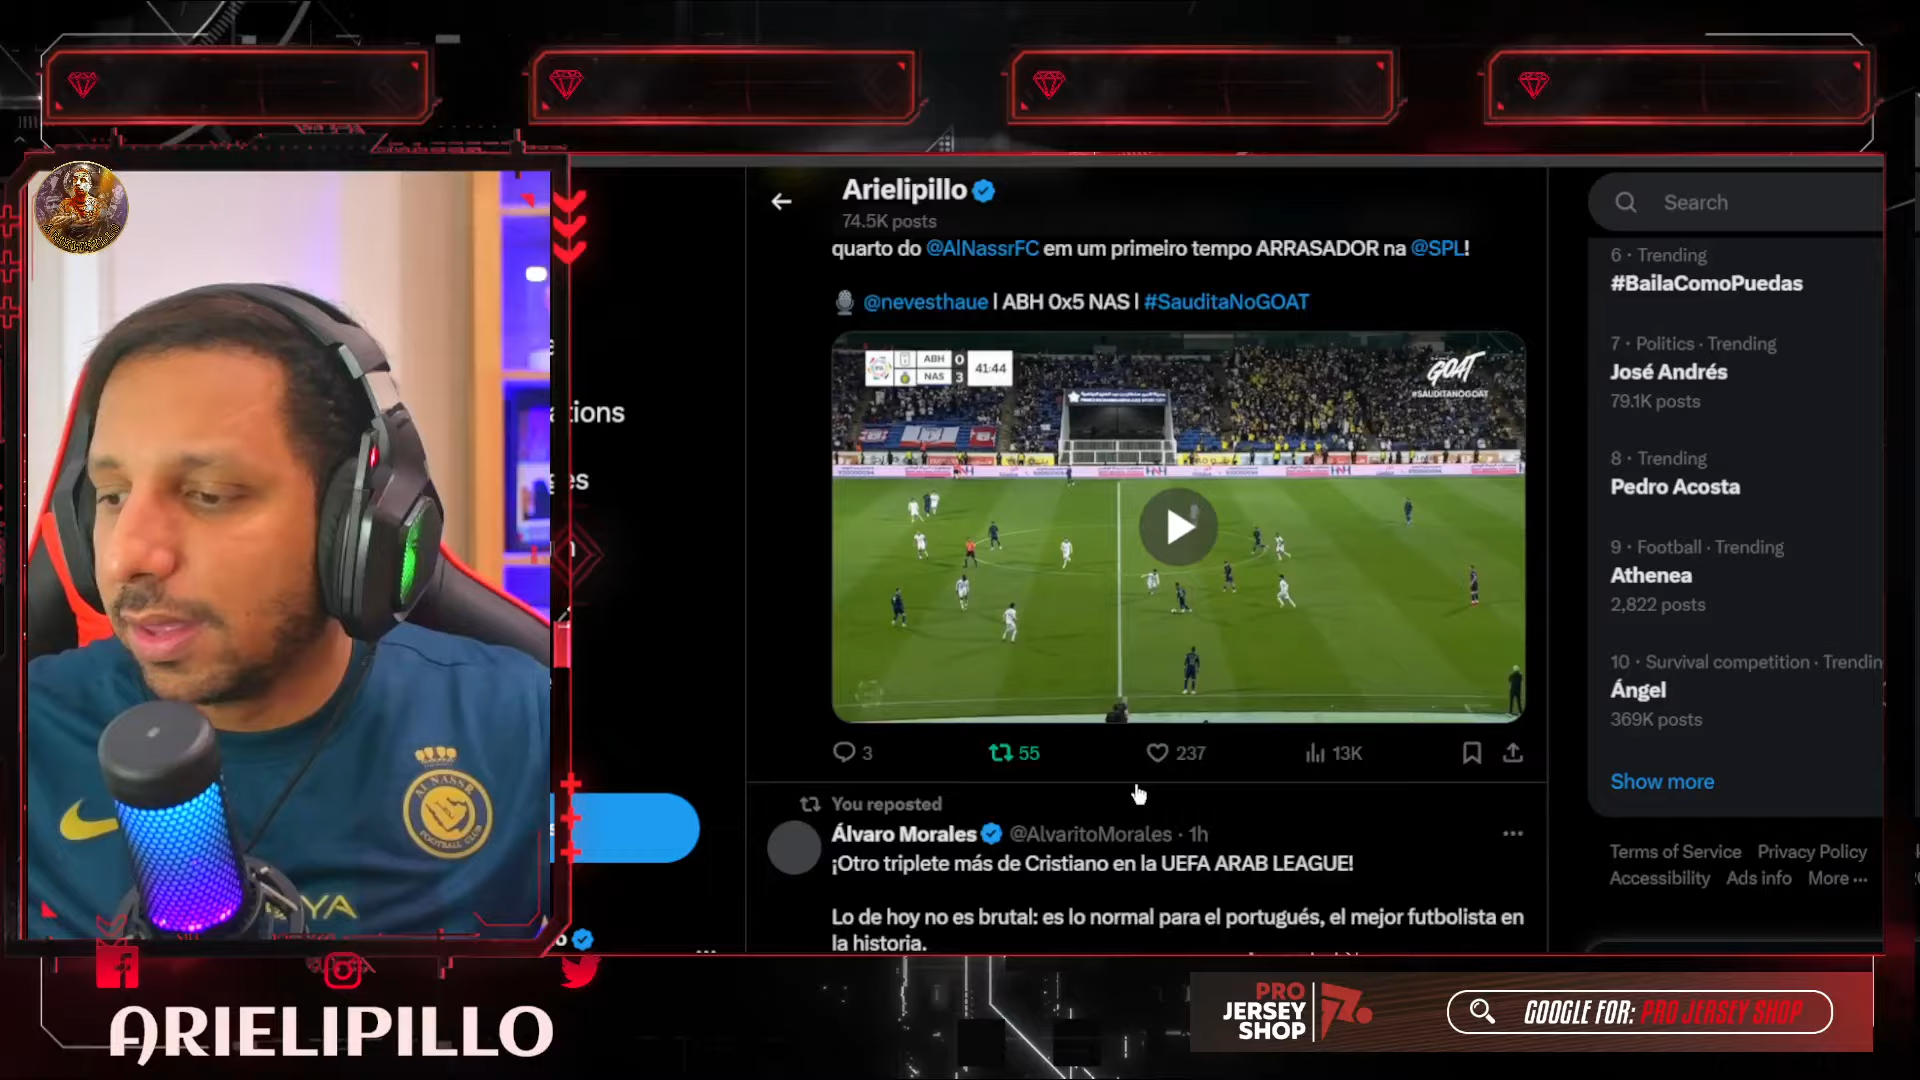 Arielipillo
74.5K posts
quarto do @AlNassrFC em um primeiro tempo ARRASADOR na @SPL!
@nevesthaue | ABH 0x5 NAS | #SauditaNoGOAT
ABH 0
NAS 3
41:44
GOAT
#SAUDITANOGOAT
3
55
237
13K
You reposted
Álvaro Morales @AlvaritoMorales · 1h
¡Otro triplete más de Cristiano en la UEFA ARAB LEAGUE!
Lo de hoy no es brutal: es lo normal para el portugués, el mejor futbolista en
la historia.
Search
6 · Trending
#BailaComoPuedas
7 · Politics · Trending
José Andrés
79.1K posts
8 · Trending
Pedro Acosta
9 · Football · Trending
Athenea
2,822 posts
10 · Survival competition · Trendin
Ángel
369K posts
Show more
Terms of Service Privacy Policy
Accessibility Ads info More ...
ations
es
AL NASSR
FOOTBALL CLUB
YA
ARIELIPILLO
PRO
JERSEY
SHOP
GOOGLE FOR: PRO JERSEY SHOP